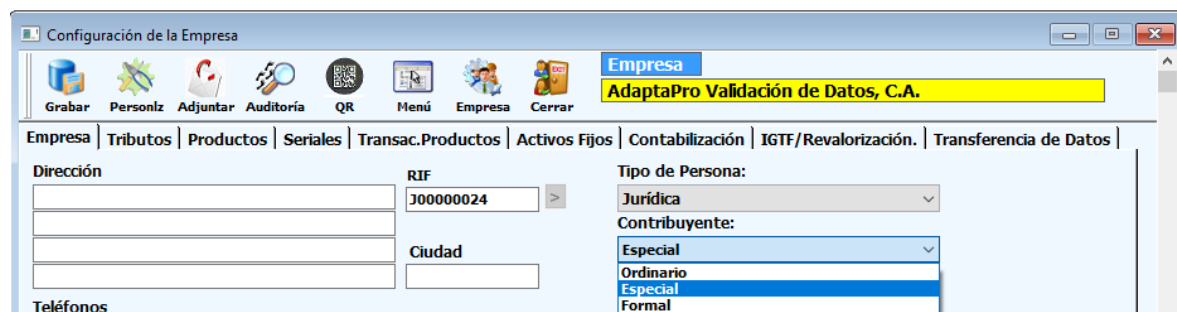 Configuración de la Empresa
Grabar Personlz Adjuntar Auditoría QR Menú Empresa Cerrar
Empresa
AdaptaPro Validación de Datos, C.A.
Empresa Tributos Productos Seriales Transac.Productos Activos Fijos Contabilización IGTF/Revalorización. Transferencia de Datos
Dirección
RIF
J00000024
>
Ciudad
Teléfonos
Tipo de Persona:
Jurídica
Contribuyente:
Especial
Ordinario
Especial
Formal